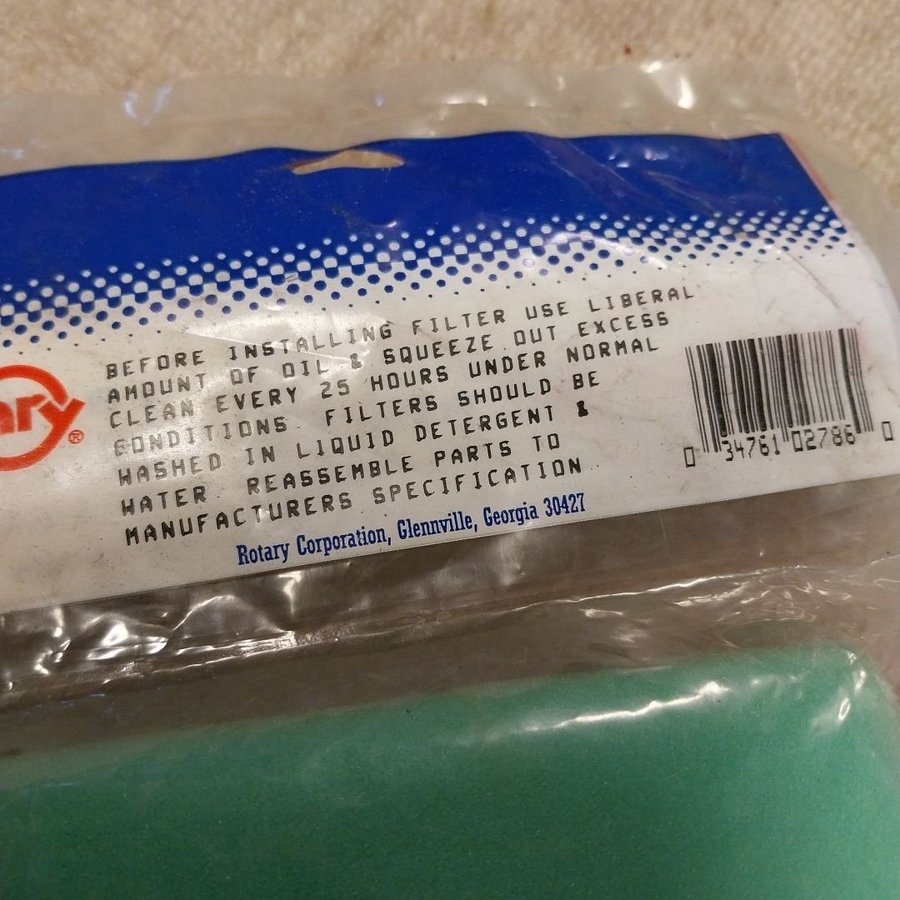 BEFORE INSTALLING FILTER USE LIBERAL
AMOUNT OF OIL & SQUEEZE OUT EXCESS
CLEAN EVERY 25 HOURS UNDER NORMAL
CONDITIONS. FILTERS SHOULD BE
WASHED IN LIQUID DETERGENT &
WATER. REASSEMBLE PARTS TO
MANUFACTURERS SPECIFICATION
Rotary Corporation, Glennville, Georgia 30427
ary®
0 34761 02786 0